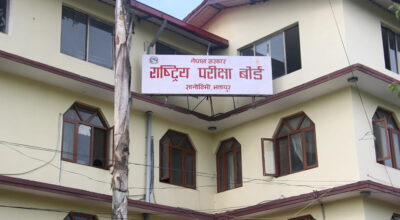 नेपाल सरकार
राष्ट्रिय परीक्षा बोर्ड
सानोठिमी, भक्तपुर